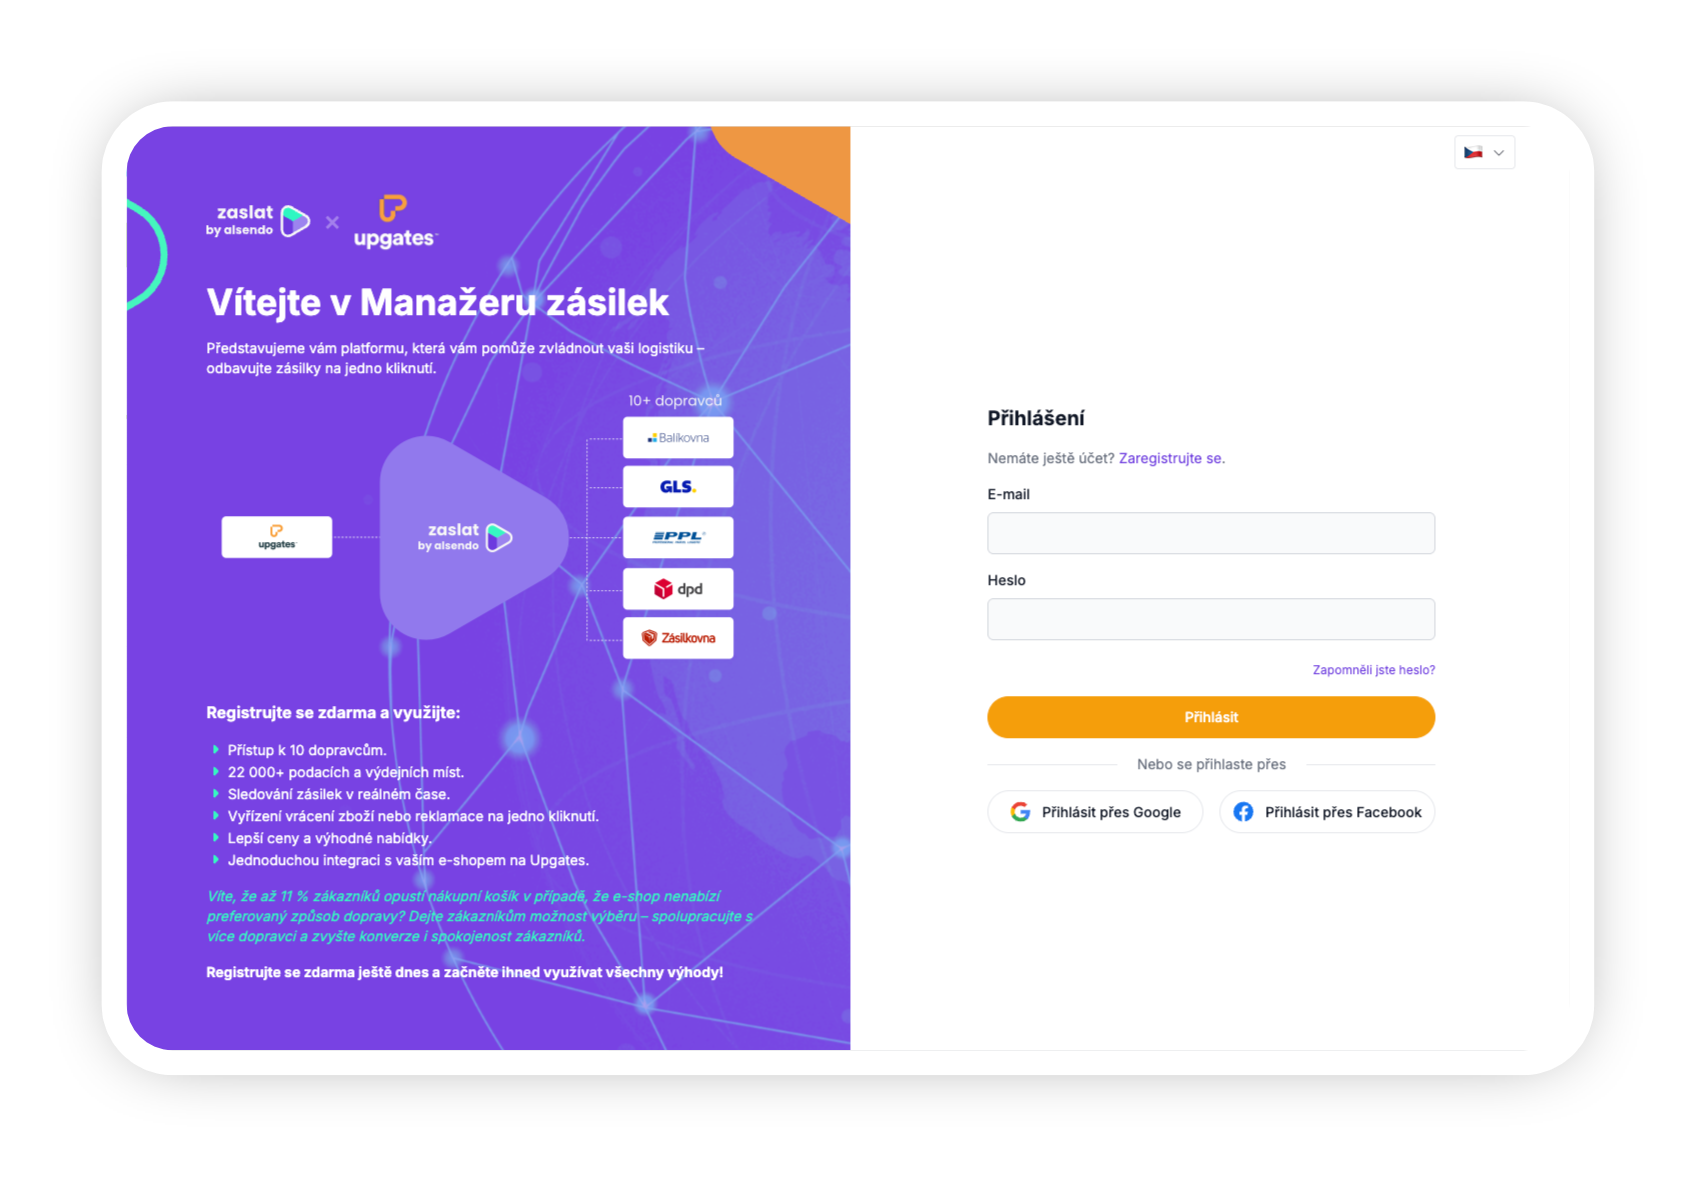 zaslat
by alsendo
×
upgates™
Vítejte v Manažeru zásilek
Představujeme vám platformu, která vám pomůže zvládnout vaši logistiku –
odbavujte zásilky na jedno kliknutí.
10+ dopravců
Balíkovna
GLS.
upgates
zaslat
by alsendo
PPL
dpd
Zásilkovna
Registrujte se zdarma a využijte:
Přístup k 10 dopravcům.
22 000+ podacích a výdejních míst.
Sledování zásilek v reálném čase.
Vyřízení vrácení zboží nebo reklamace na jedno kliknutí.
Lepší ceny a výhodné nabídky.
Jednoduchou integraci s vaším e-shopem na Upgates.
Víte, že až 11 % zákazníků opustí nákupní košík v případě, že e-shop nenabízí
preferovaný způsob dopravy? Dejte zákazníkům možnost výběru – spolupracujte s
více dopravci a zvyšte konverze i spokojenost zákazníků.
Registrujte se zdarma ještě dnes a začněte ihned využívat všechny výhody!
Přihlášení
Nemáte ještě účet? Zaregistrujte se.
E-mail
Heslo
Zapomněli jste heslo?
Přihlásit
Nebo se přihlaste přes
Přihlásit přes Google
Přihlásit přes Facebook